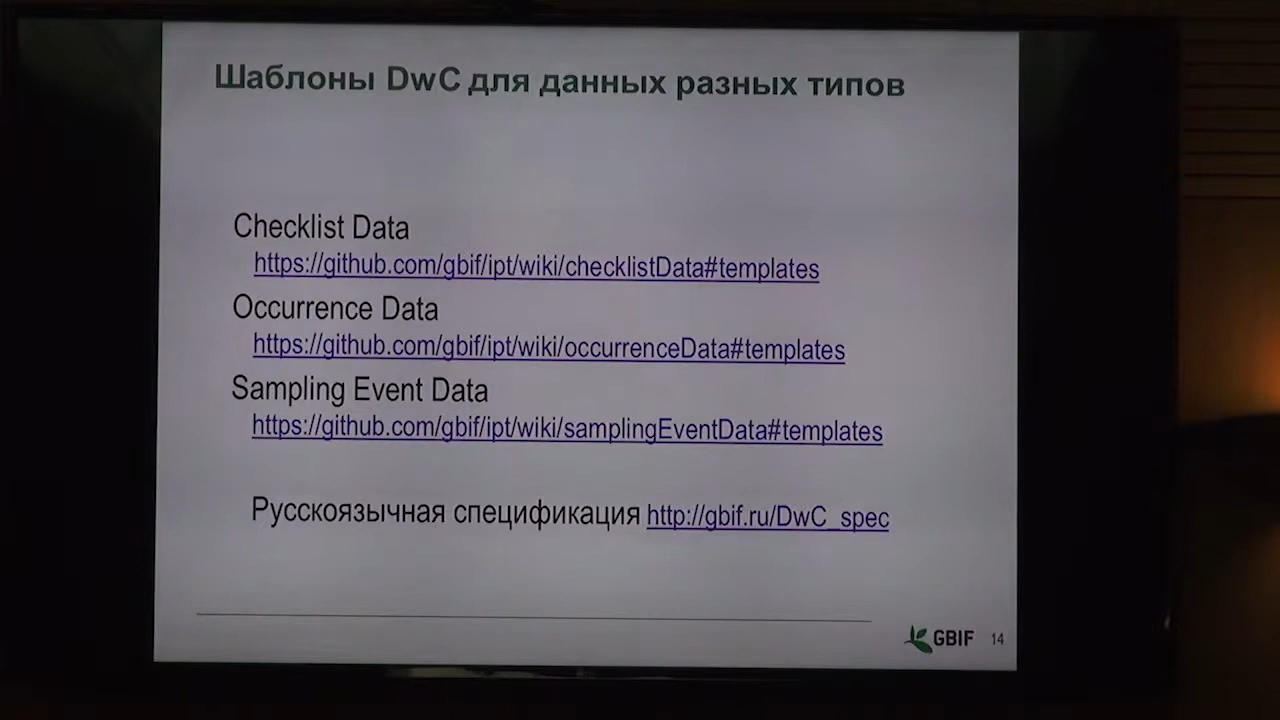 Шаблоны DwC для данных разных типов
Checklist Data
https://github.com/gbif/ipt/wiki/checklistData#templates
Occurrence Data
https://github.com/gbif/ipt/wiki/occurrenceData#templates
Sampling Event Data
https://github.com/gbif/ipt/wiki/samplingEventData#templates
Русскоязычная спецификация http://gbif.ru/DwC_spec
GBIF 14